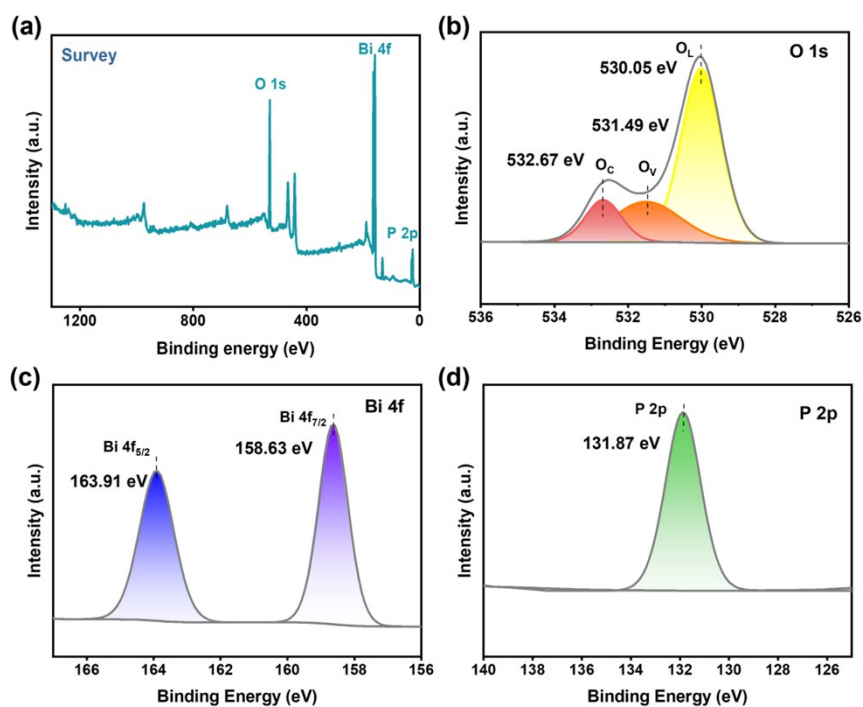 (a)
Survey
Bi 4f
O 1s
P 2p
Intensity (a.u.)
1200
800
400
0
Binding energy (eV)
(b)
O_L
O 1s
530.05 eV
531.49 eV
532.67 eV
O_C
O_V
Intensity (a.u.)
536
534
532
530
528
526
Binding energy (eV)
(c)
Bi 4f
Bi 4f7/2
158.63 eV
Bi 4f5/2
163.91 eV
Intensity (a.u.)
166
164
162
160
158
156
Binding Energy (eV)
(d)
P 2p
P 2p
131.87 eV
Intensity (a.u.)
140
138
136
134
132
130
128
126
Binding Energy (eV)